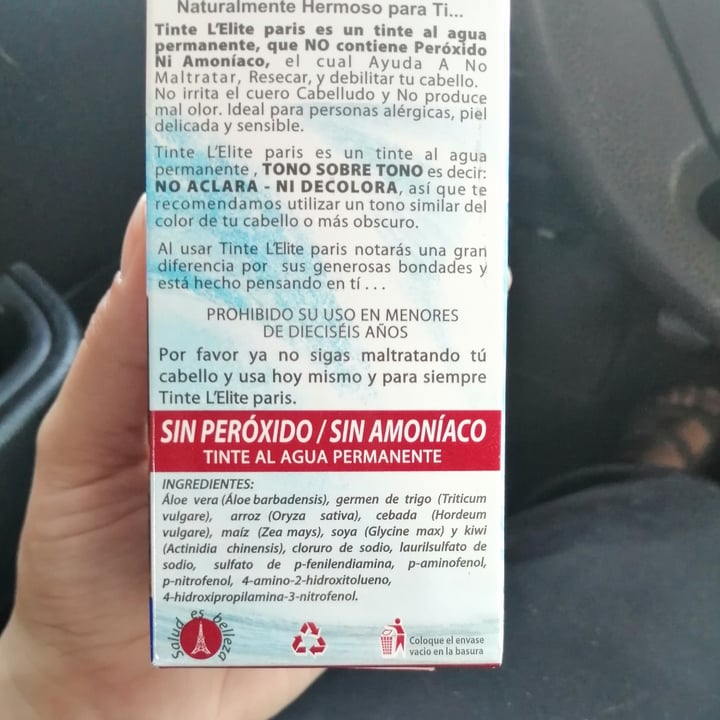 Naturalmente Hermoso para Ti...
Tinte L'Elite paris es un tinte al agua
permanente, que NO contiene Peróxido
Ni Amoníaco, el cual Ayuda A No
Maltratar, Resecar, y debilitar tu cabello.
No irrita el cuero Cabelludo y No produce
mal olor. Ideal para personas alérgicas, piel
delicada y sensible.
Tinte L'Elite paris es un tinte al agua
permanente , TONO SOBRE TONO es decir:
NO ACLARA - NI DECOLORA, así que te
recomendamos utilizar un tono similar del
color de tu cabello o más obscuro.
Al usar Tinte L'Elite paris notarás una gran
diferencia por sus generosas bondades y
está hecho pensando en tí . . .
PROHIBIDO SU USO EN MENORES
DE DIECISÉIS AÑOS
Por favor ya no sigas maltratando tú
cabello y usa hoy mismo y para siempre
Tinte L'Elite paris.
SIN PERÓXIDO / SIN AMONÍACO
TINTE AL AGUA PERMANENTE
INGREDIENTES:
Áloe vera (Áloe barbadensis), germen de trigo (Triticum
vulgare), arroz (Oryza sativa), cebada (Hordeum
vulgare), maíz (Zea mays), soya (Glycine max) y kiwi
(Actinidia chinensis), cloruro de sodio, laurilsulfato de
sodio, sulfato de p-fenilendiamina, p-aminofenol,
p-nitrofenol, 4-amino-2-hidroxitolueno,
4-hidroxipropilamina-3-nitrofenol.
Salud es belleza
Coloque el envase
vacio en la basura